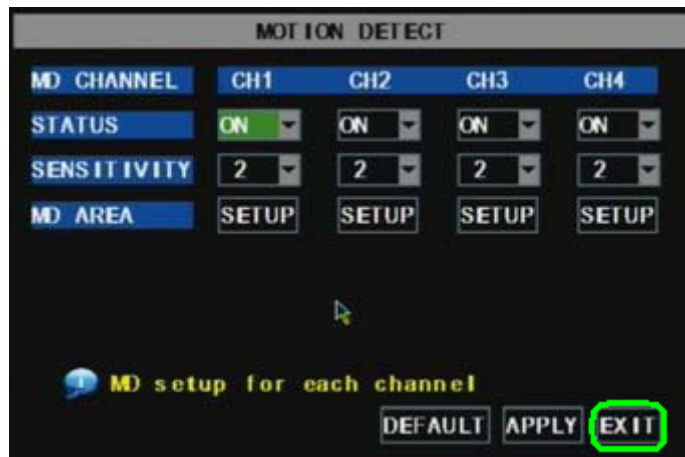 MOTION DETECT
MD CHANNEL CH1 CH2 CH3 CH4
STATUS ON ON ON ON
SENSITIVITY 2 2 2 2
MD AREA SETUP SETUP SETUP SETUP
MD setup for each channel
DEFAULT APPLY EXIT